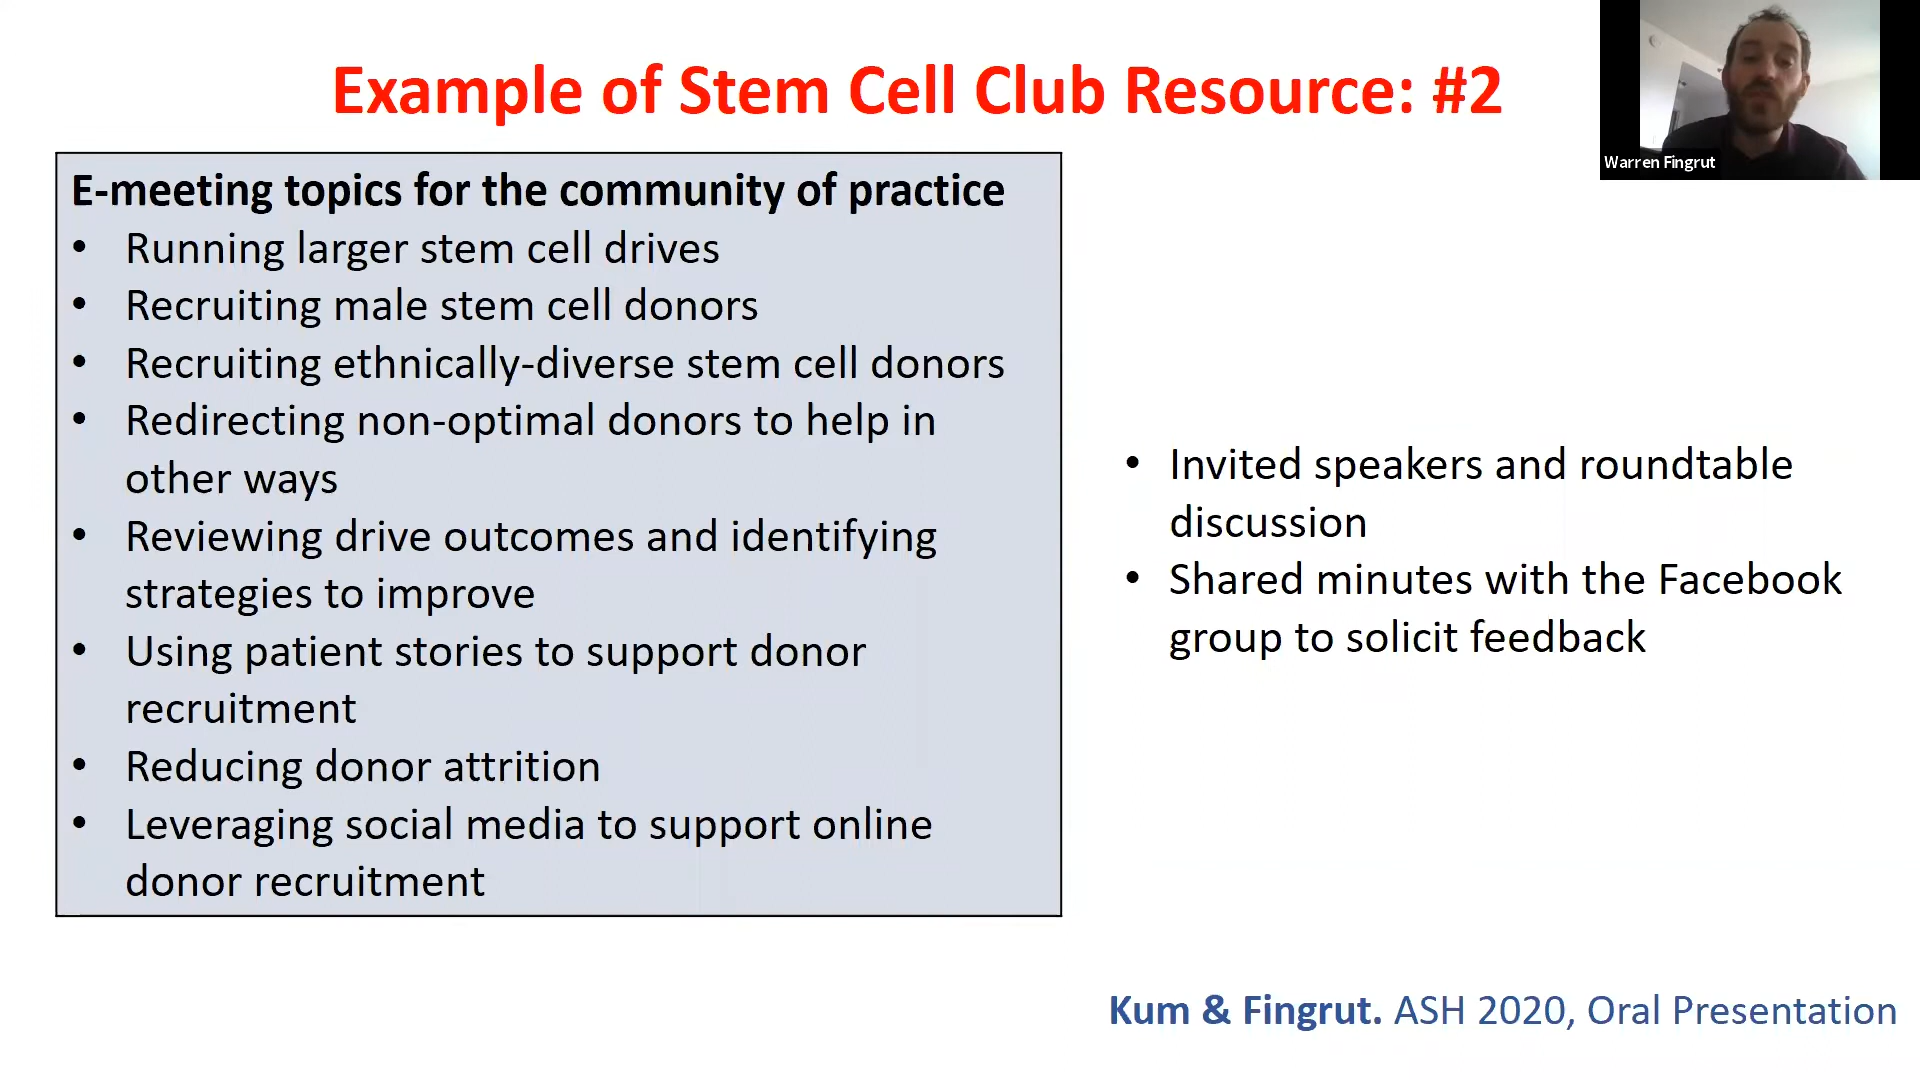 Example of Stem Cell Club Resource: #2
Warren Fingrut
E-meeting topics for the community of practice
• Running larger stem cell drives
• Recruiting male stem cell donors
• Recruiting ethnically-diverse stem cell donors
• Redirecting non-optimal donors to help in
other ways
• Reviewing drive outcomes and identifying
strategies to improve
• Using patient stories to support donor
recruitment
• Reducing donor attrition
• Leveraging social media to support online
donor recruitment
• Invited speakers and roundtable
discussion
• Shared minutes with the Facebook
group to solicit feedback
Kum & Fingrut. ASH 2020, Oral Presentation